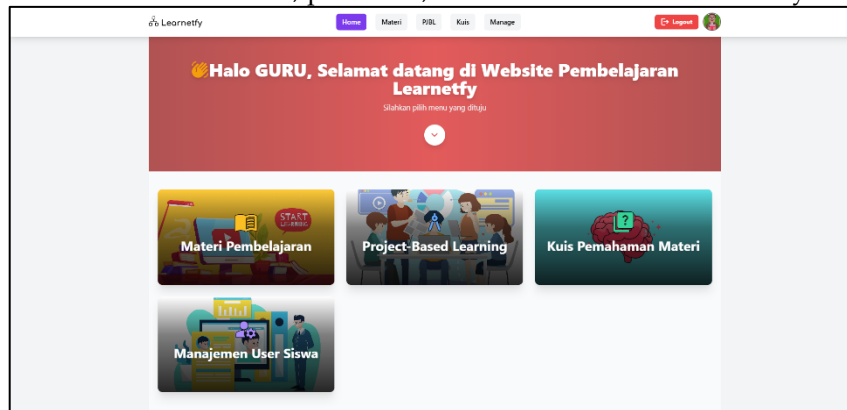 Learnetfy
Home
Materi
PJBL
Kuis
Manage
Logout
👋Halo GURU, Selamat datang di Website Pembelajaran
Learnetfy
Silahkan pilih menu yang dituju
START
Materi Pembelajaran
Project-Based Learning
?
Kuis Pemahaman Materi
Manajemen User Siswa